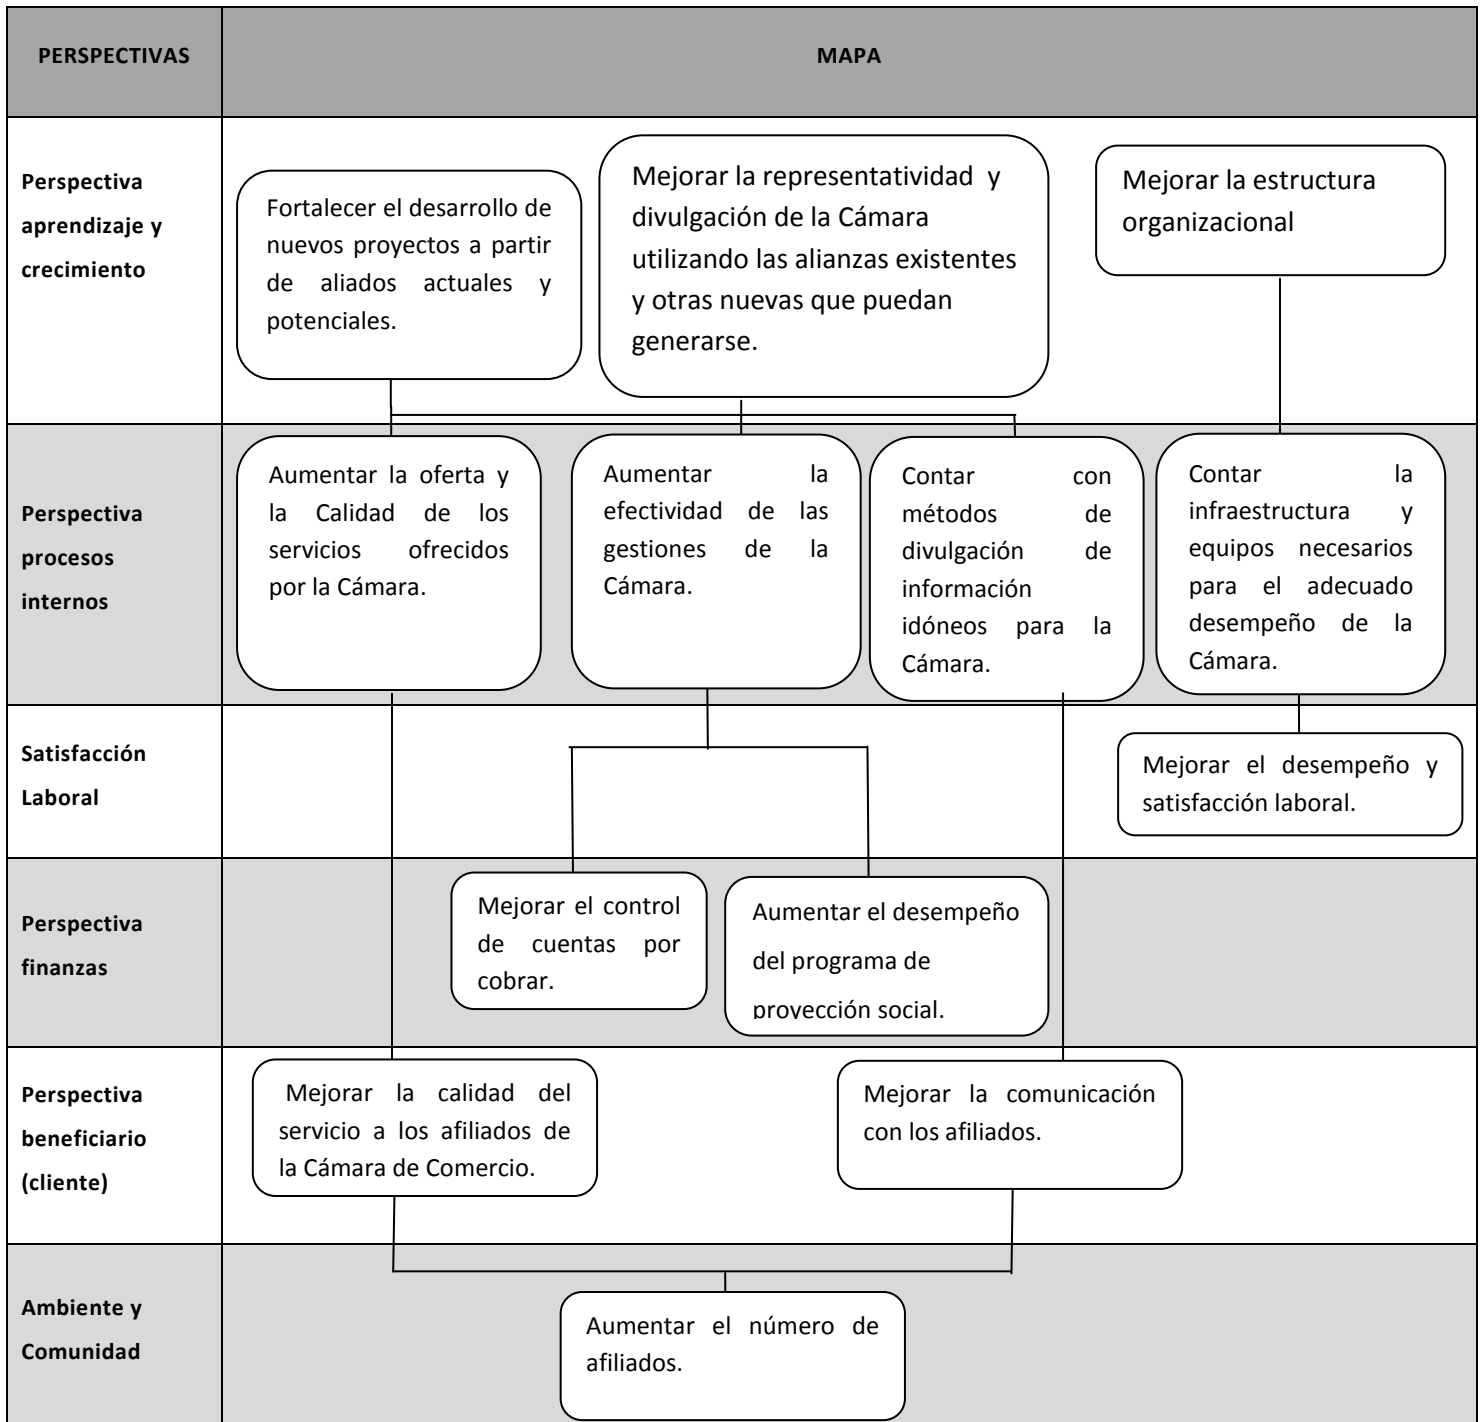 PERSPECTIVAS
MAPA
Perspectiva
aprendizaje y
crecimiento
Fortalecer el desarrollo de
nuevos proyectos a partir
de aliados actuales y
potenciales.
Mejorar la representatividad y
divulgación de la Cámara
utilizando las alianzas existentes
y otras nuevas que puedan
generarse.
Mejorar la estructura
organizacional
Perspectiva
procesos
internos
Aumentar la oferta y
la Calidad de los
servicios ofrecidos
por la Cámara.
Aumentar la
efectividad de las
gestiones de la
Cámara.
Contar con
métodos de
divulgación de
información
idóneos para la
Cámara.
Contar la
infraestructura y
equipos necesarios
para el adecuado
desempeño de la
Cámara.
Satisfacción
Laboral
Mejorar el desempeño y
satisfacción laboral.
Perspectiva
finanzas
Mejorar el control
de cuentas por
cobrar.
Aumentar el desempeño
del programa de
proyección social.
Perspectiva
beneficiario
(cliente)
Mejorar la calidad del
servicio a los afiliados de
la Cámara de Comercio.
Mejorar la comunicación
con los afiliados.
Ambiente y
Comunidad
Aumentar el número de
afiliados.